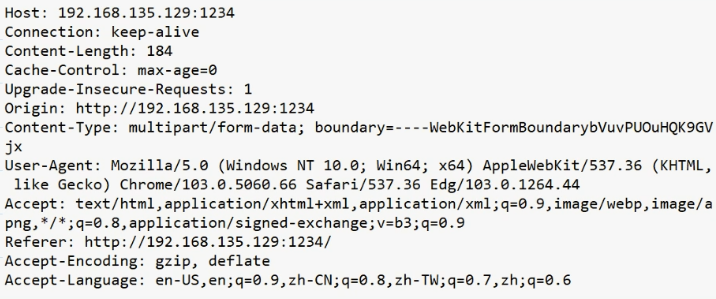 Host: 192.168.135.129:1234
Connection: keep-alive
Content-Length: 184
Cache-Control: max-age=0
Upgrade-Insecure-Requests: 1
Origin: http://192.168.135.129:1234
Content-Type: multipart/form-data; boundary=----WebKitFormBoundarybVuvPUOuHQK9GV
jx
User-Agent: Mozilla/5.0 (Windows NT 10.0; Win64; x64) AppleWebKit/537.36 (KHTML,
 like Gecko) Chrome/103.0.5060.66 Safari/537.36 Edg/103.0.1264.44
Accept: text/html,application/xhtml+xml,application/xml;q=0.9,image/webp,image/a
png,*/*;q=0.8,application/signed-exchange;v=b3;q=0.9
Referer: http://192.168.135.129:1234/
Accept-Encoding: gzip, deflate
Accept-Language: en-US,en;q=0.9,zh-CN;q=0.8,zh-TW;q=0.7,zh;q=0.6